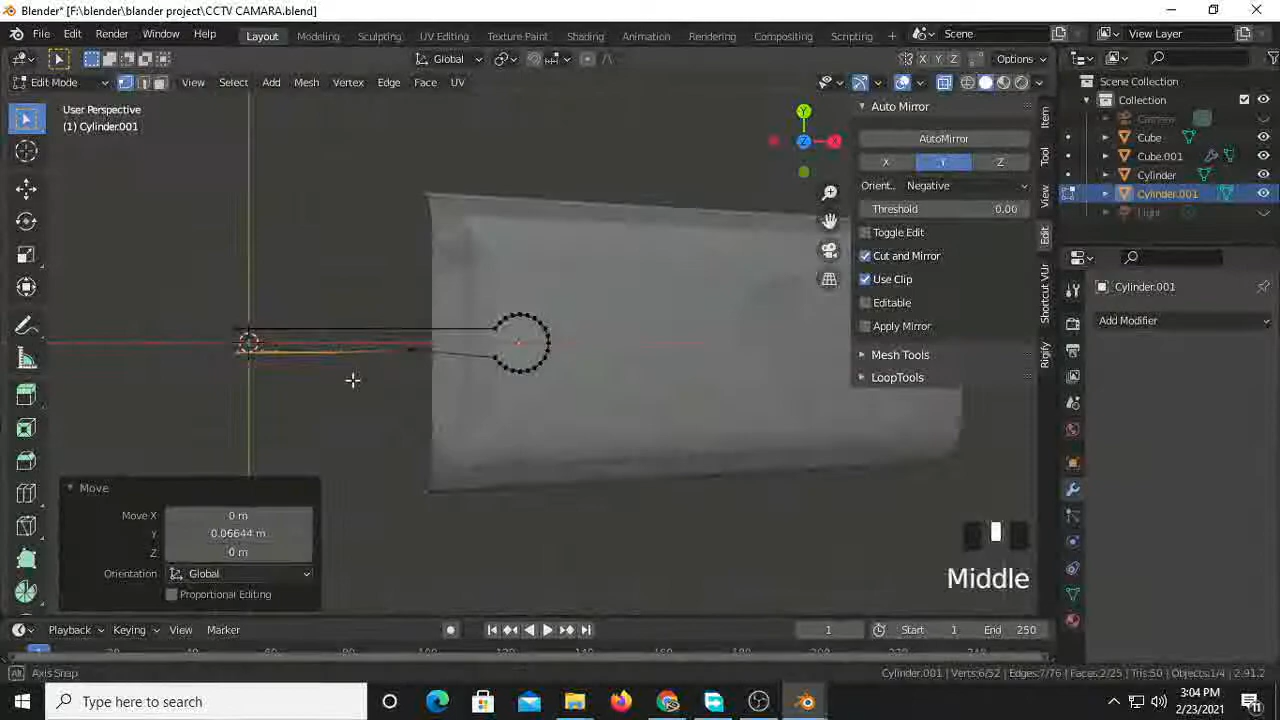 Blender* [F:\blender\blander project\CCTV CAMARA.blend]
File Edit Render Window Help Layout Modeling Sculpting UV Editing Texture Paint Shading Animation Rendering Compositing Scripting + Scene View Layer
Global Options
X Y Z
Edit Mode View Select Add Mesh Vertex Edge Face UV
User Perspective
(1) Cylinder.001
Scene Collection
Collection
Camera
Cube
Cube.001
Cylinder
Cylinder.001
Light
Y
Z X
Auto Mirror
AutoMirror
X Y Z
Orient.. Negative
Threshold 0.00
Toggle Edit
Cut and Mirror
Use Clip
Editable
Apply Mirror
Mesh Tools
LoopTools
Item
Tool
View
Edit
Shortcut VUr
Rigify
Cylinder.001
Add Modifier
Move
Move X 0 m
Y 0.06644 m
Z 0 m
Orientation Global
Proportional Editing
Middle
Playback Keying View Marker 1 Start 1 End 250
Axis Snap
Cylinder.001 | Verts:6/52 | Edges:7/76 | Faces:2/25 | Tris:50 | Objects:1/4 | 2.91.2
Type here to search
3:04 PM
2/23/2021
11